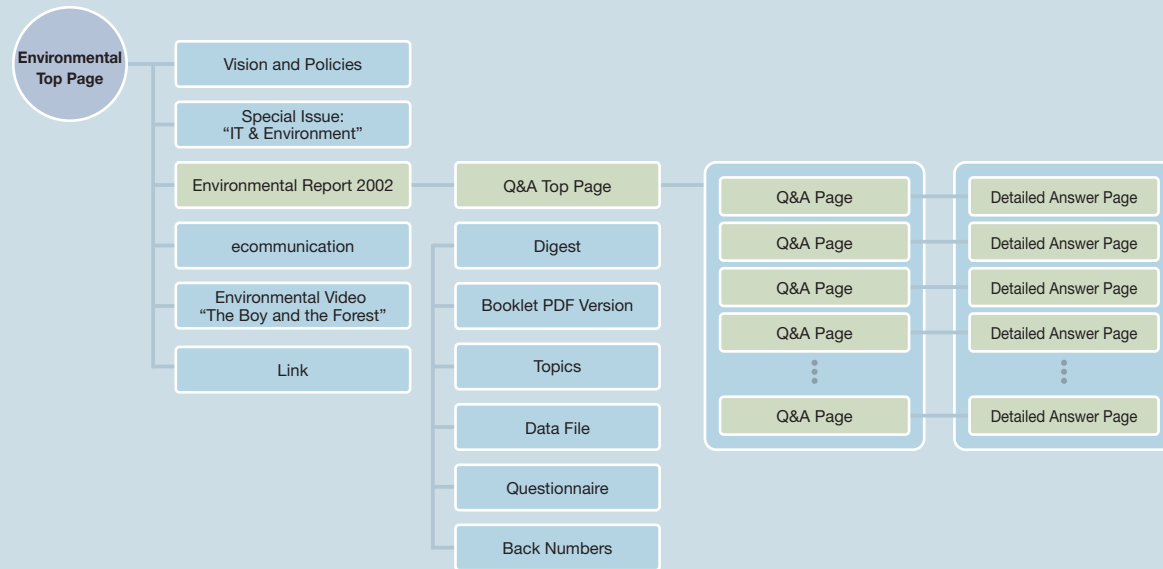 Environmental
Top Page
Vision and Policies
Special Issue:
“IT & Environment”
Environmental Report 2002
ecommunication
Environmental Video
“The Boy and the Forest”
Link
Q&A Top Page
Digest
Booklet PDF Version
Topics
Data File
Questionnaire
Back Numbers
Q&A Page
Q&A Page
Q&A Page
Q&A Page
Q&A Page
Detailed Answer Page
Detailed Answer Page
Detailed Answer Page
Detailed Answer Page
Detailed Answer Page